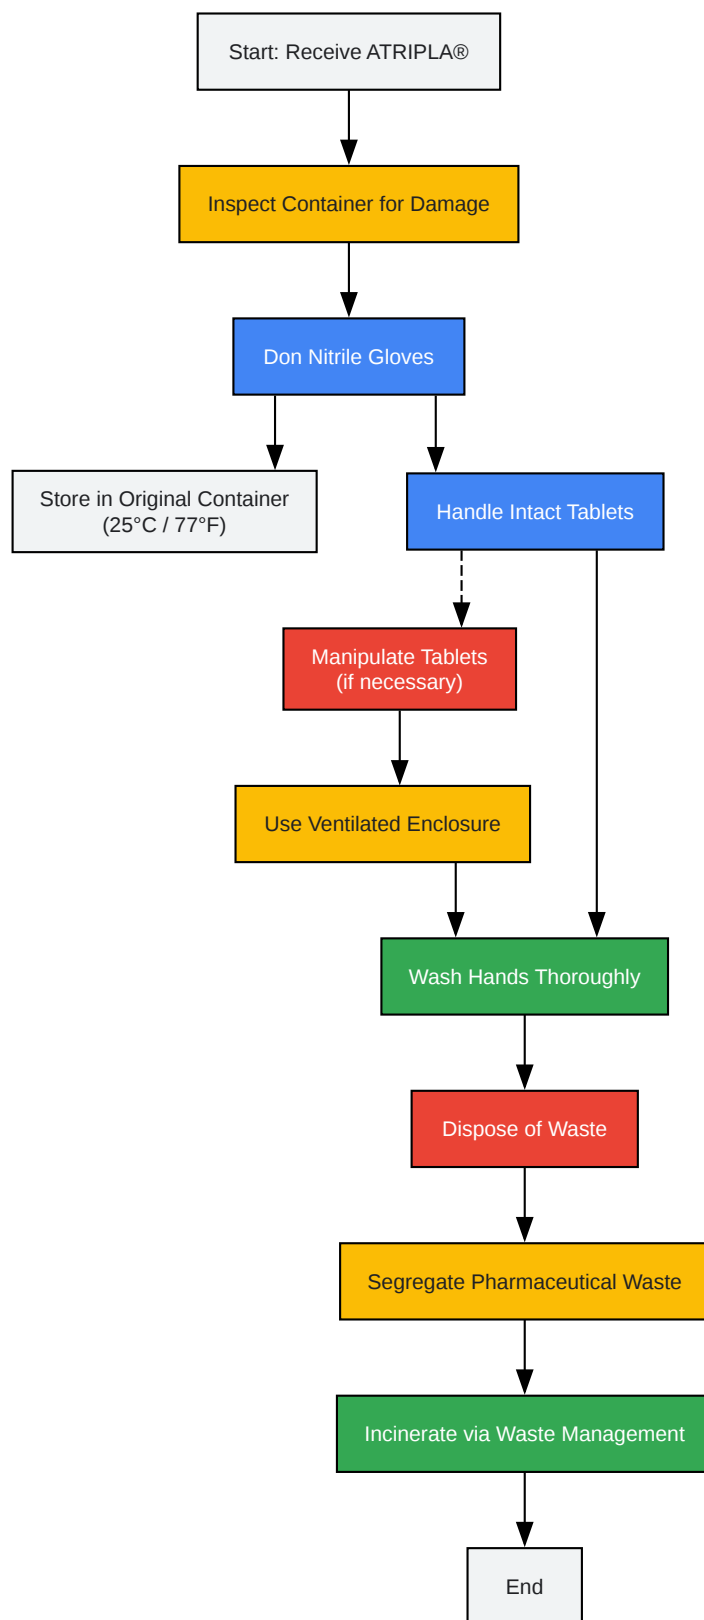 Start: Receive ATRIPLA®
Inspect Container for Damage
Don Nitrile Gloves
Store in Original Container
(25°C / 77°F)
Handle Intact Tablets
Manipulate Tablets
(if necessary)
Use Ventilated Enclosure
Wash Hands Thoroughly
Dispose of Waste
Segregate Pharmaceutical Waste
Incinerate via Waste Management
End